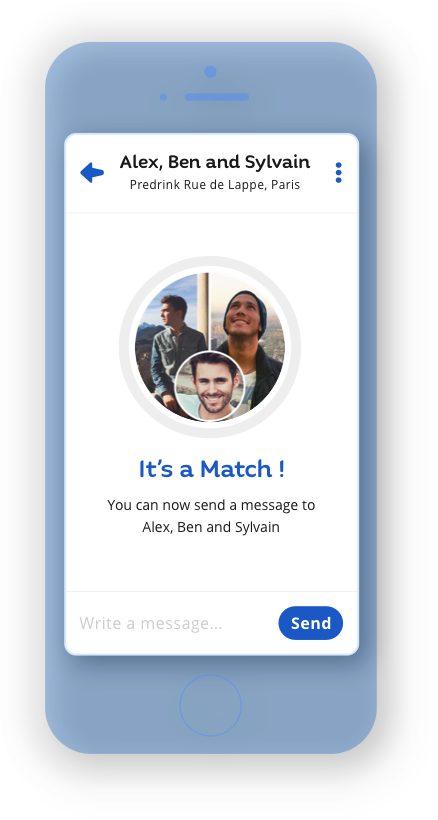 Alex, Ben and Sylvain
Predrink Rue de Lappe, Paris
It's a Match !
You can now send a message to
Alex, Ben and Sylvain
Write a message...
Send